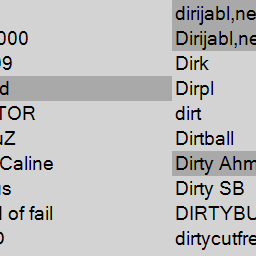 dirijabl,ne
000 Dirijabl,ne
9 Dirk
d Dirpl
TOR dirt
uZ Dirtball
Caline Dirty Ahm
us Dirty SB
l of fail DIRTYBU
dirtycutfre